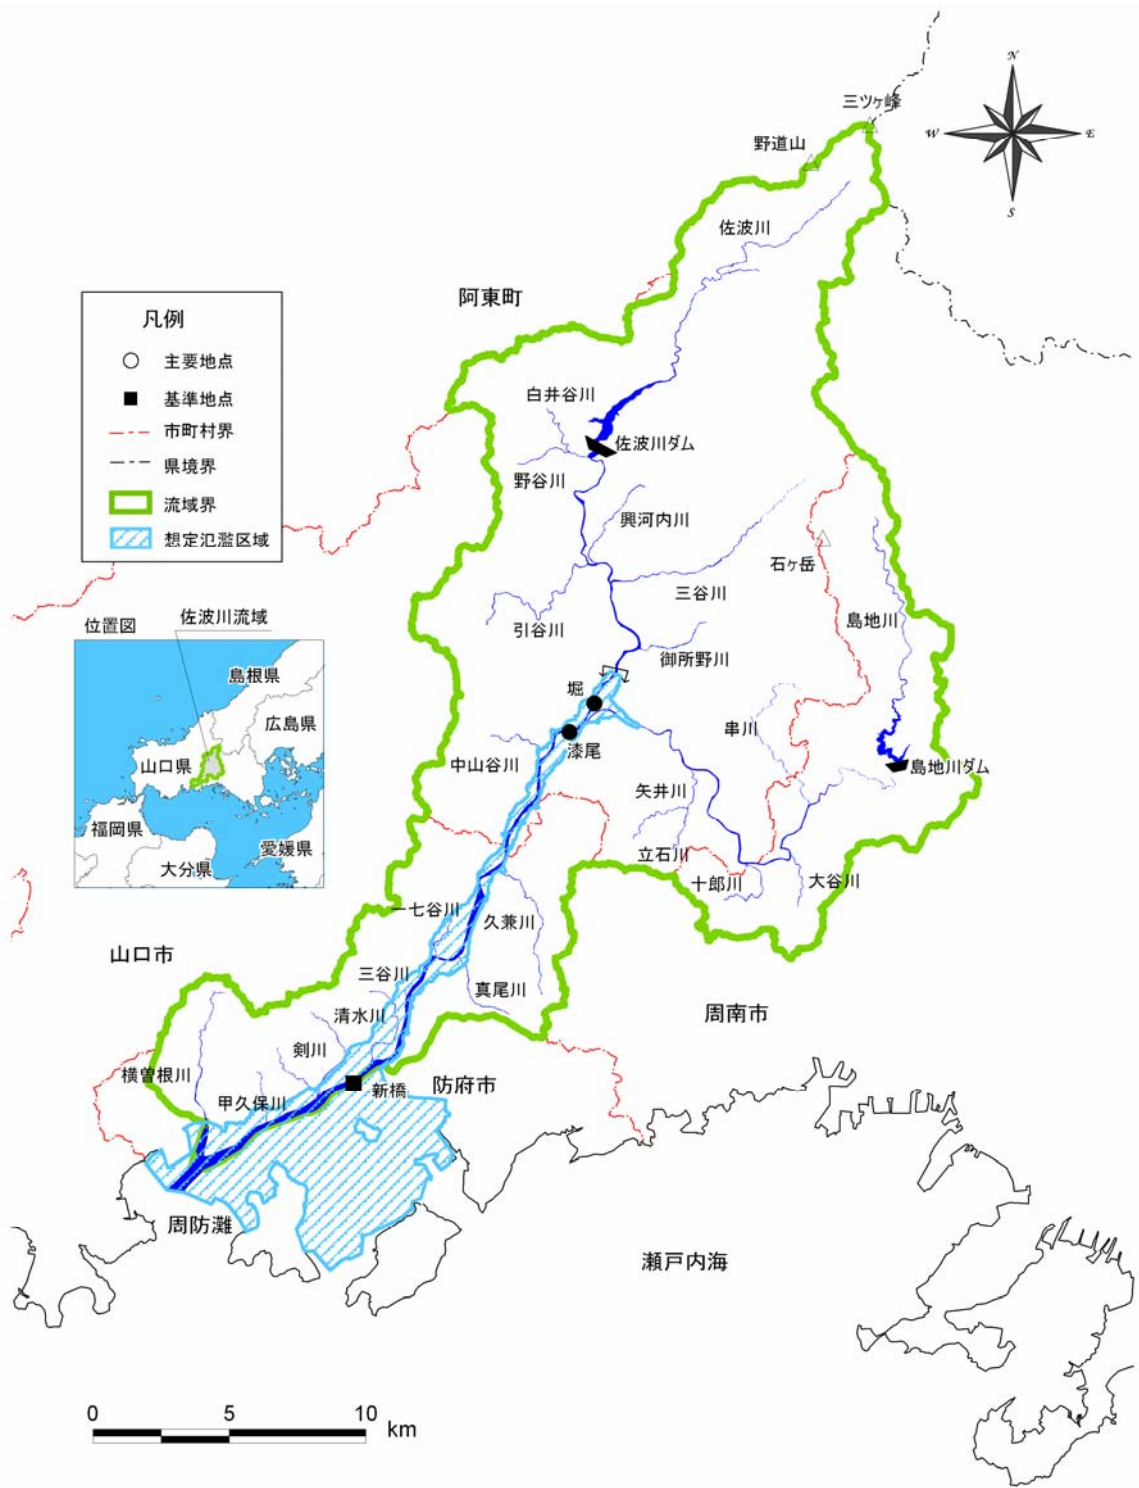 N
三ツヶ峰
W
E
野道山
S
佐波川
阿東町
凡例
主要地点
基準地点
市町村界
県境界
流域界
想定氾濫区域
白井谷川
佐波川ダム
野谷川
興河内川
石ヶ岳
三谷川
島地川
引谷川
御所野川
位置図
佐波川流域
島根県
広島県
山口県
福岡県
愛媛県
大分県
堀
漆尾
串川
中山谷川
島地川ダム
矢井川
立石川
十郎川
大谷川
一七谷川
久兼川
山口市
三谷川
真尾川
清水川
周南市
剣川
横曽根川
新橋
防府市
甲久保川
周防灘
瀬戸内海
0 5 10
km